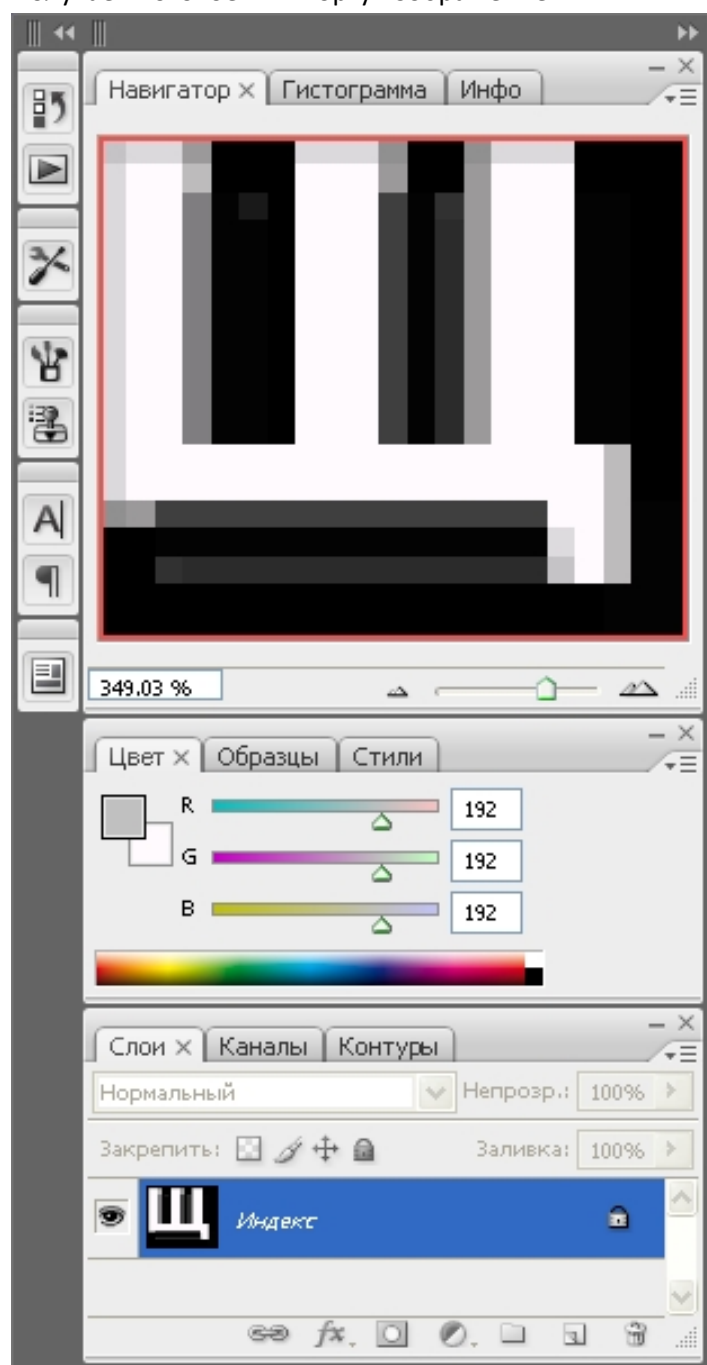 Навигатор × Гистограмма Инфо
Щ
349.03 %
Цвет × Образцы Стили
R 192
G 192
B 192
Слои × Каналы Контуры
Нормальный Непрозр.: 100%
Закрепить: Заливка: 100%
Индекс